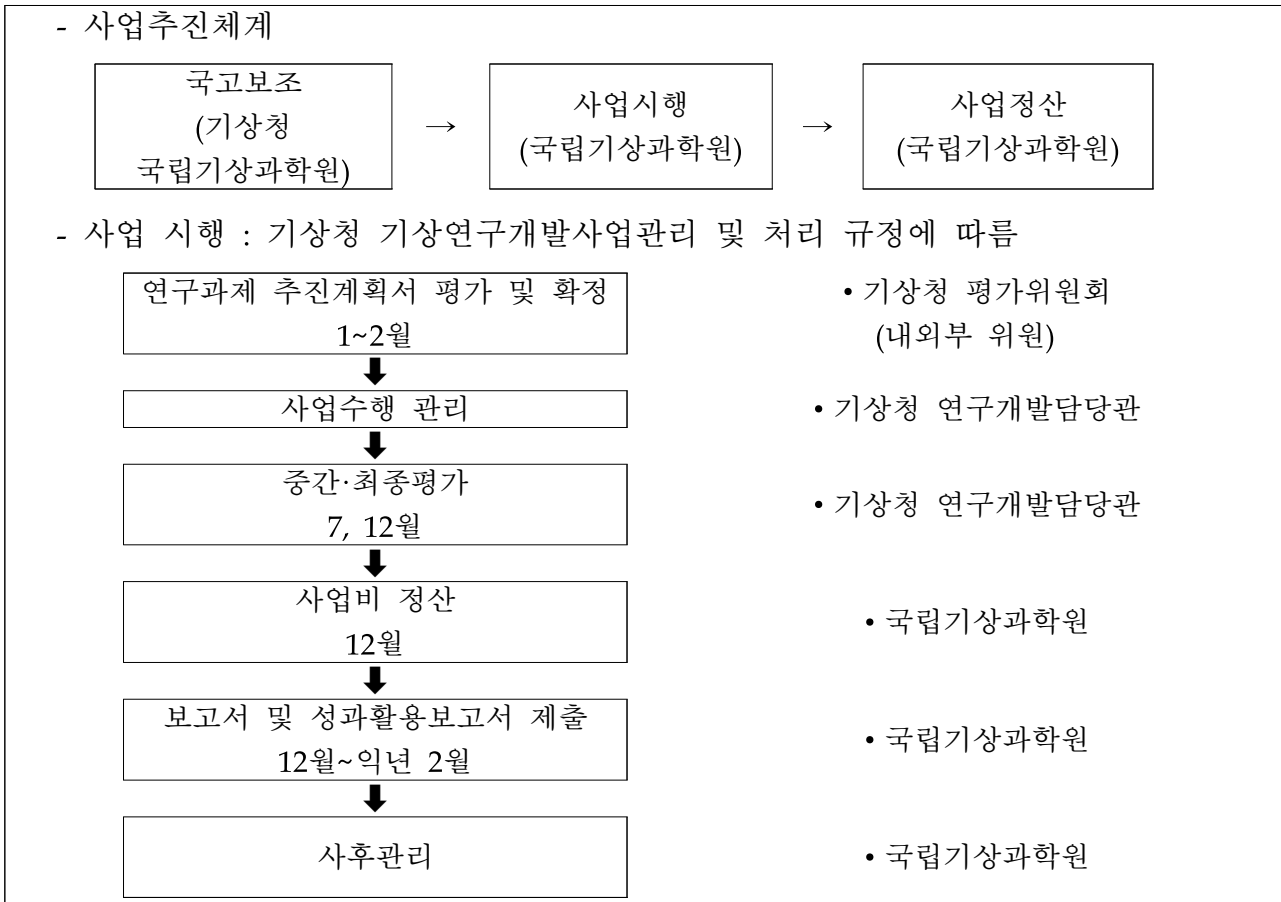 - 사업추진체계
국고보조
(기상청
국립기상과학원)
→
사업시행
(국립기상과학원)
→
사업정산
(국립기상과학원)
- 사업 시행 : 기상청 기상연구개발사업관리 및 처리 규정에 따름
연구과제 추진계획서 평가 및 확정
1~2월
• 기상청 평가위원회
(내외부 위원)
사업수행 관리
• 기상청 연구개발담당관
중간·최종평가
7, 12월
• 기상청 연구개발담당관
사업비 정산
12월
• 국립기상과학원
보고서 및 성과활용보고서 제출
12월~익년 2월
• 국립기상과학원
사후관리
• 국립기상과학원